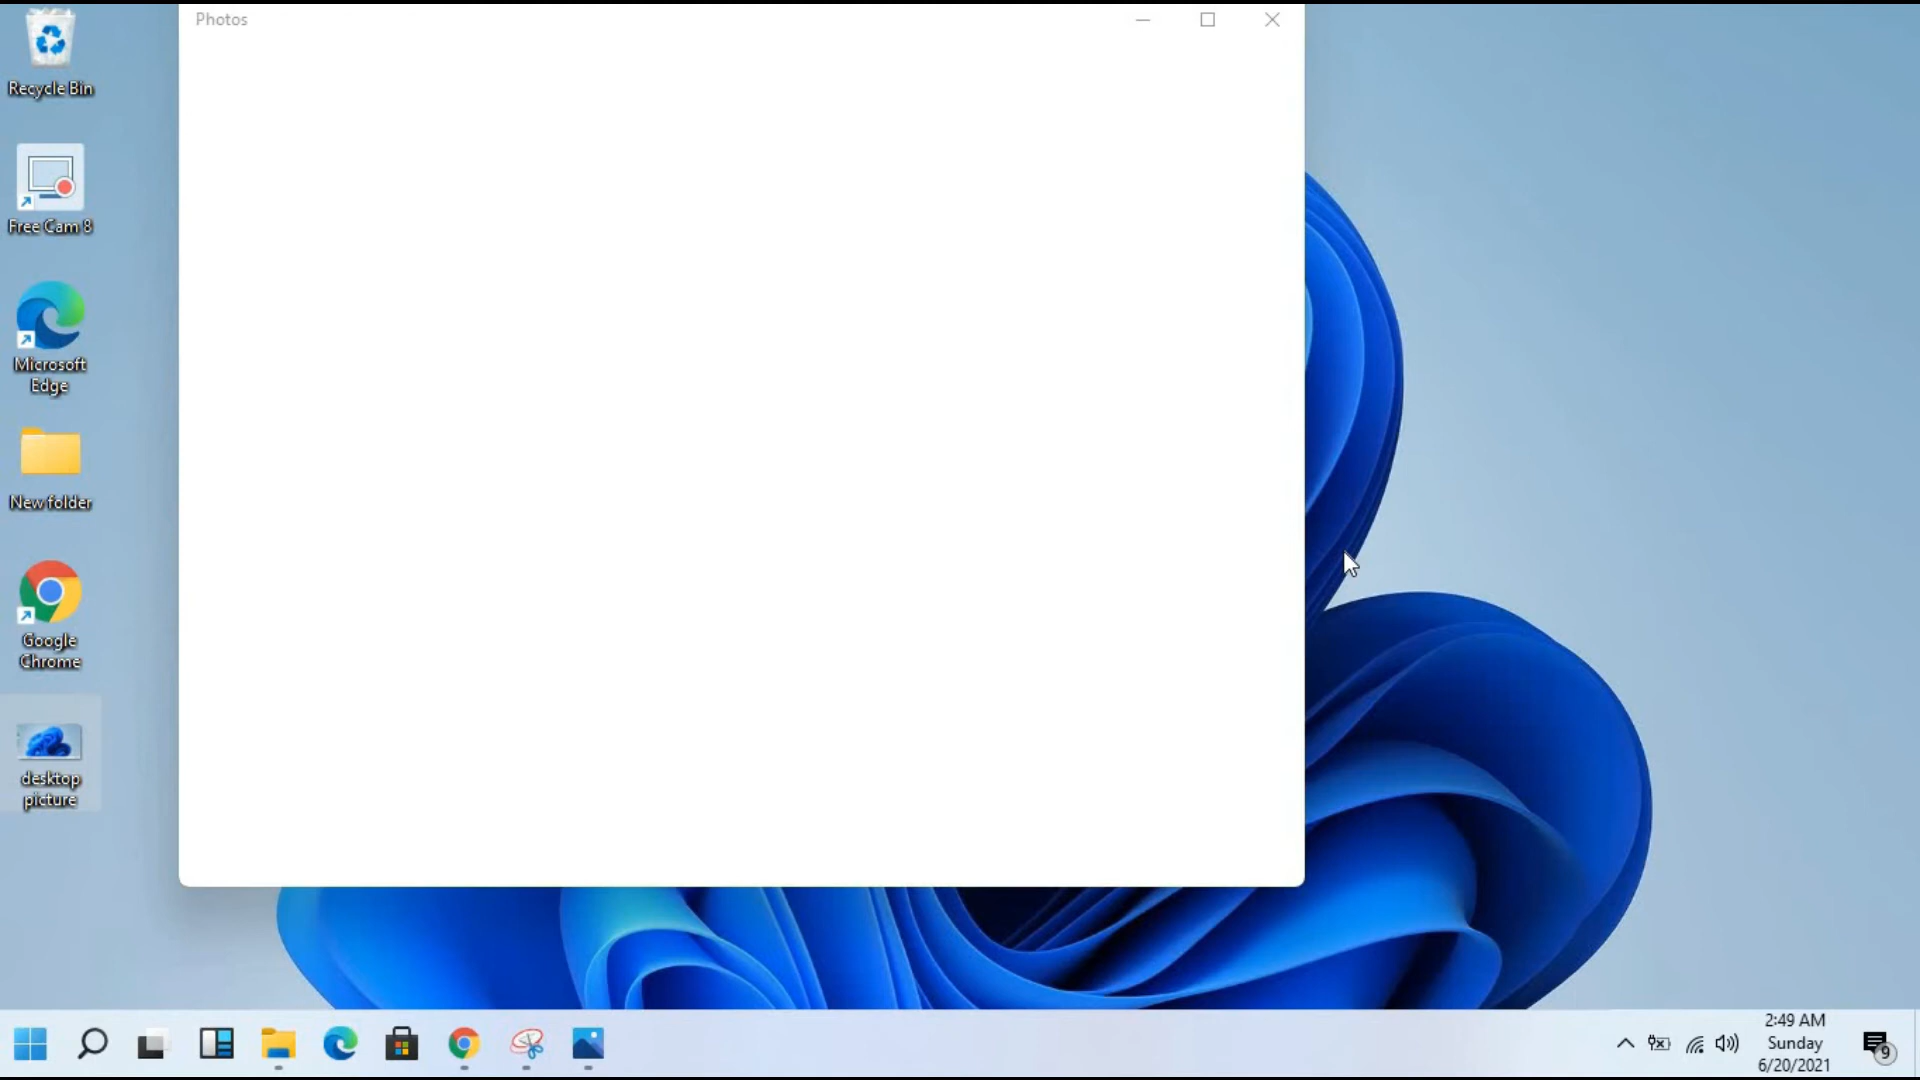 Photos
Recycle Bin
Free Cam 8
Microsoft
Edge
New folder
Google
Chrome
desktop
picture
2:49 AM
Sunday
6/20/2021
9